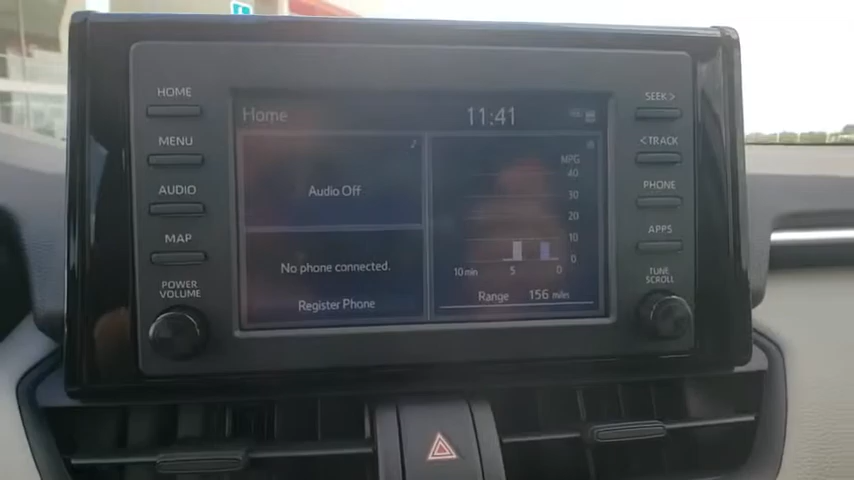 HOME
MENU
AUDIO
MAP
POWER
VOLUME
Home
11:41
Audio Off
No phone connected.
Register Phone
MPG
40
30
20
10
0
10 min 5 0
Range 156 miles
SEEK >
< TRACK
PHONE
APPS
TUNE
SCROLL